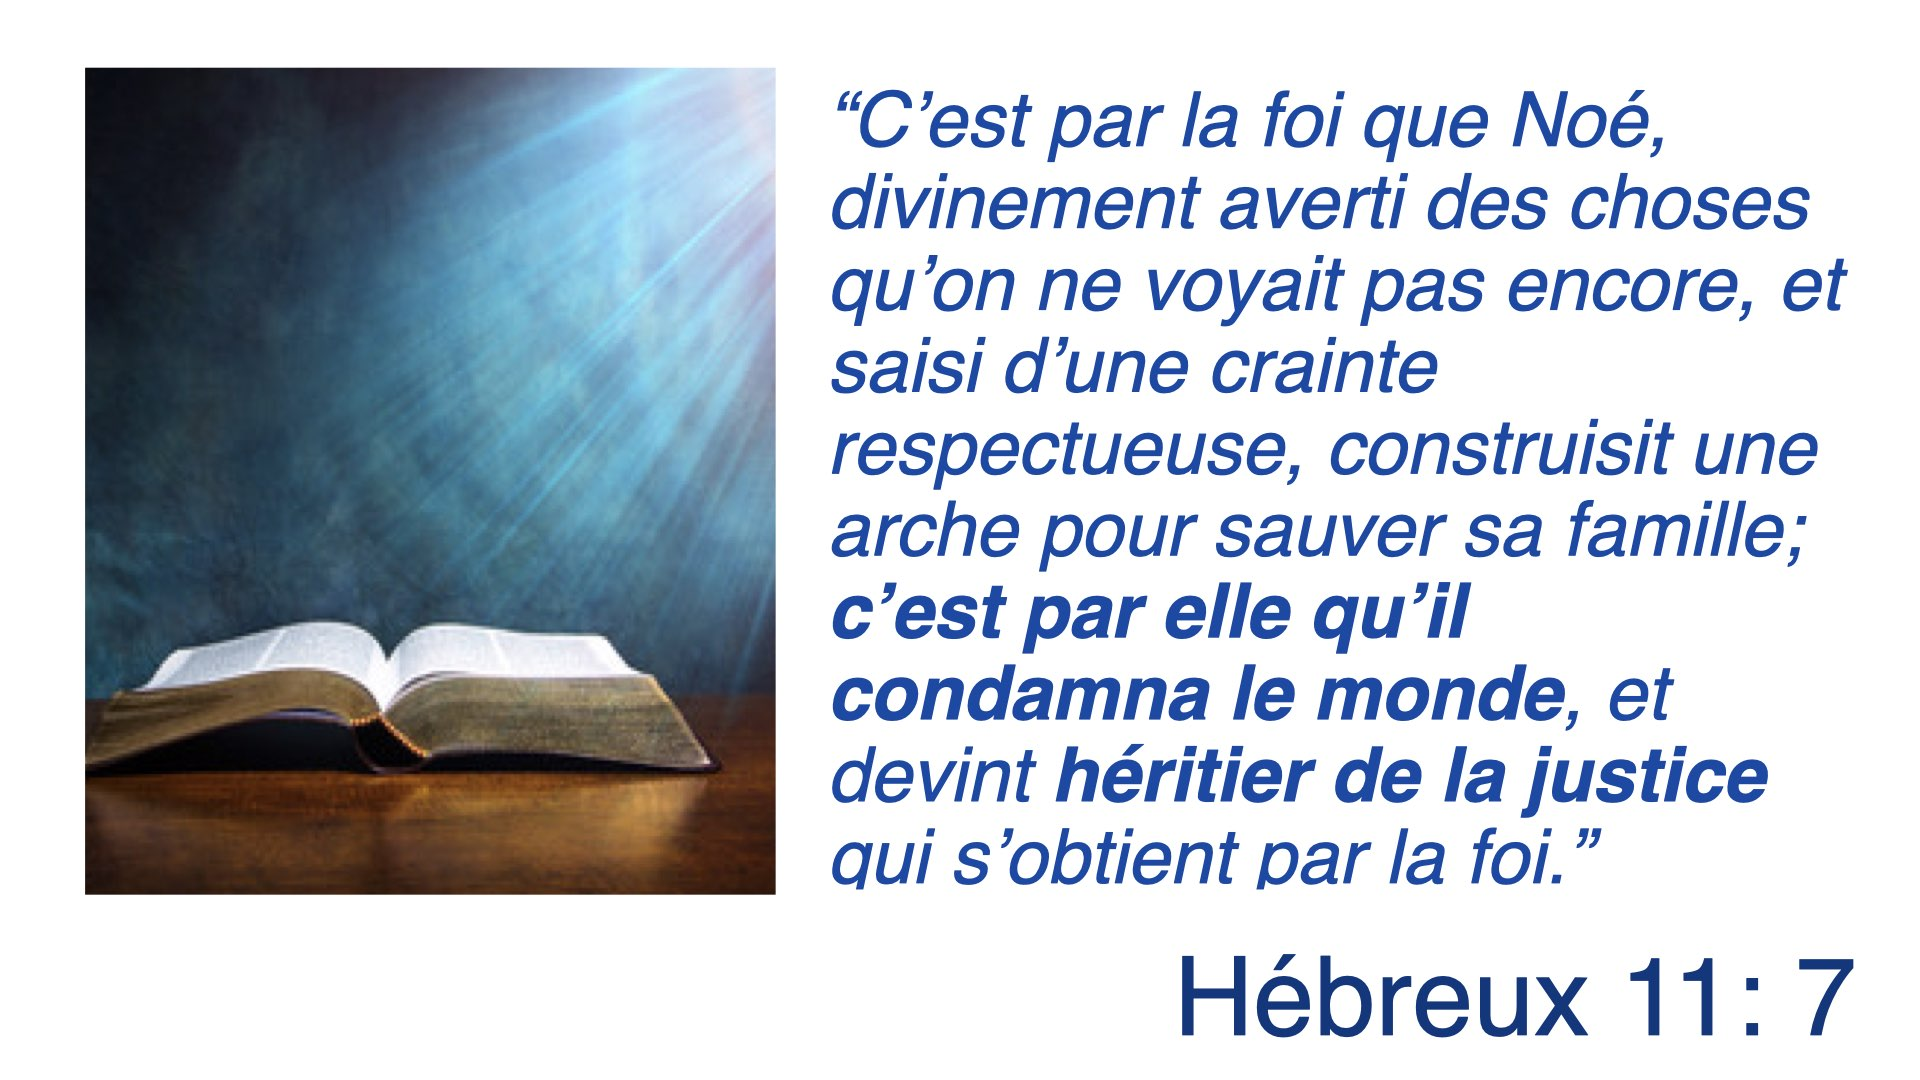 “C’est par la foi que Noé,
divinement averti des choses
qu’on ne voyait pas encore, et
saisi d’une crainte
respectueuse, construisit une
arche pour sauver sa famille;
c’est par elle qu’il
condamna le monde, et
devint héritier de la justice
qui s’obtient par la foi.”
Hébreux 11: 7